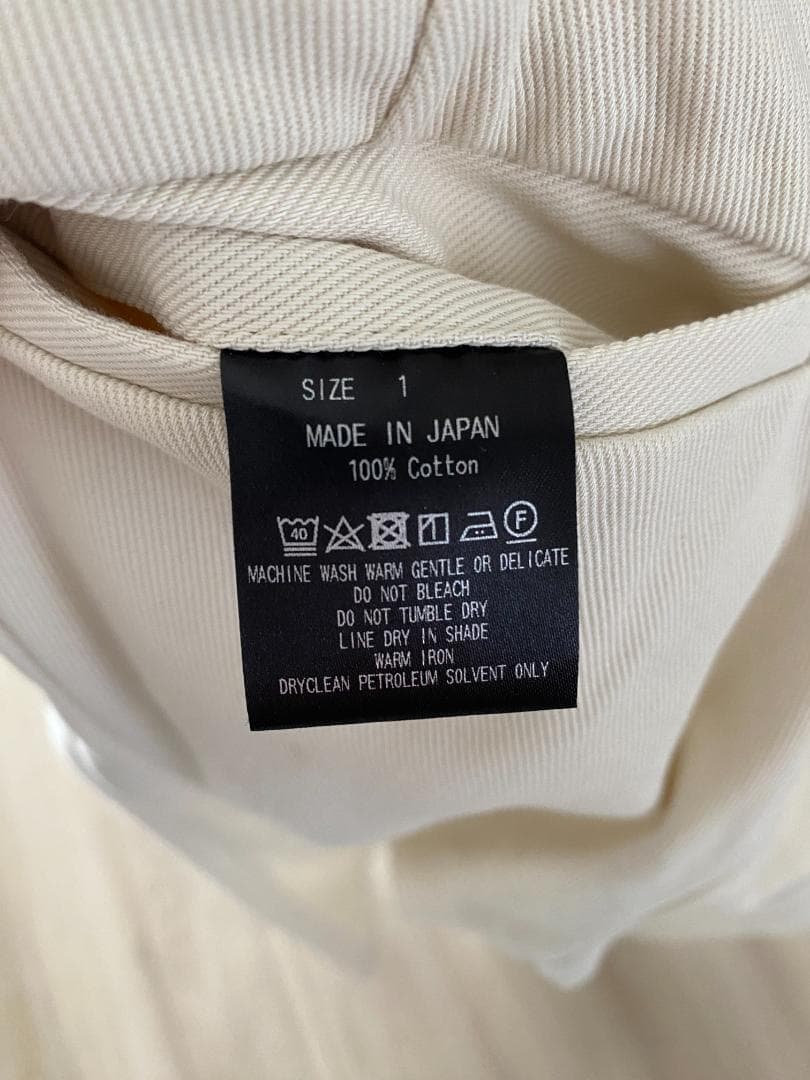 SIZE 1
MADE IN JAPAN
100% Cotton
40 F
MACHINE WASH WARM GENTLE OR DELICATE
DO NOT BLEACH
DO NOT TUMBLE DRY
LINE DRY IN SHADE
WARM IRON
DRYCLEAN PETROLEUM SOLVENT ONLY